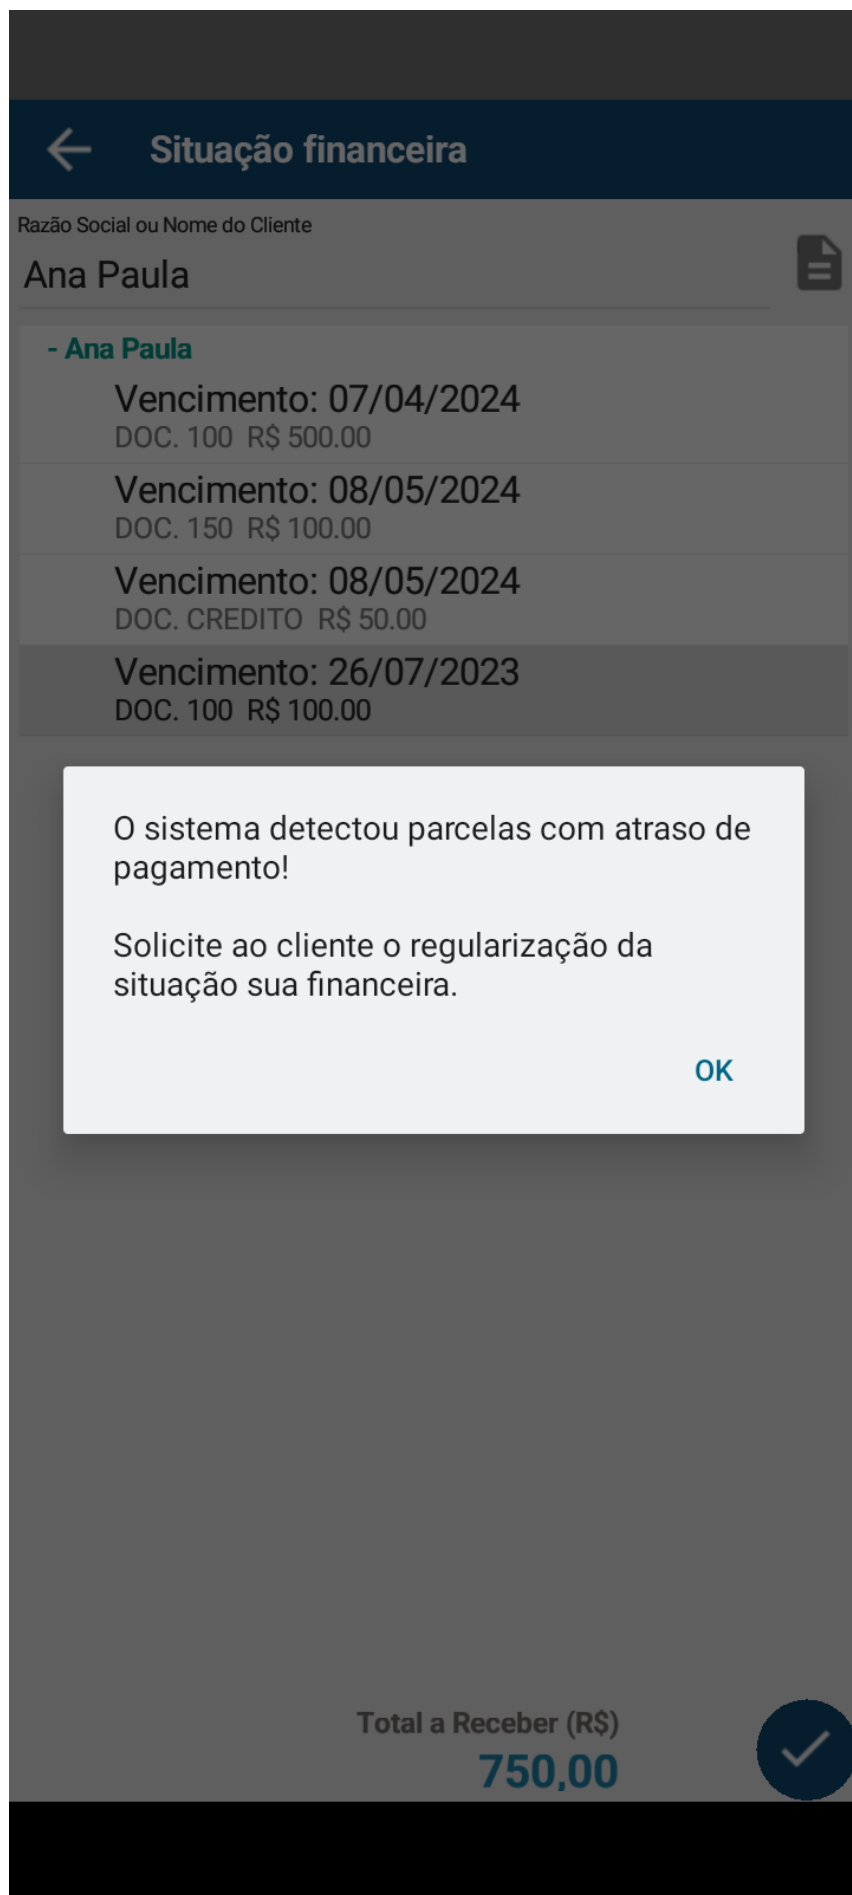 Situação financeira
Razão Social ou Nome do Cliente
Ana Paula
- Ana Paula
Vencimento: 07/04/2024
DOC. 100 R$ 500.00
Vencimento: 08/05/2024
DOC. 150 R$ 100.00
Vencimento: 08/05/2024
DOC. CREDITO R$ 50.00
Vencimento: 26/07/2023
DOC. 100 R$ 100.00
O sistema detectou parcelas com atraso de
pagamento!
Solicite ao cliente o regularização da
situação sua financeira.
OK
Total a Receber (R$)
750,00